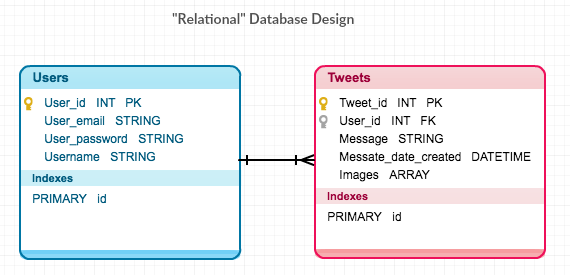 "Relational" Database Design
Users
User_id INT PK
User_email STRING
User_password STRING
Username STRING
Indexes
PRIMARY id
Tweets
Tweet_id INT PK
User_id INT FK
Message STRING
Messate_date_created DATETIME
Images ARRAY
Indexes
PRIMARY id